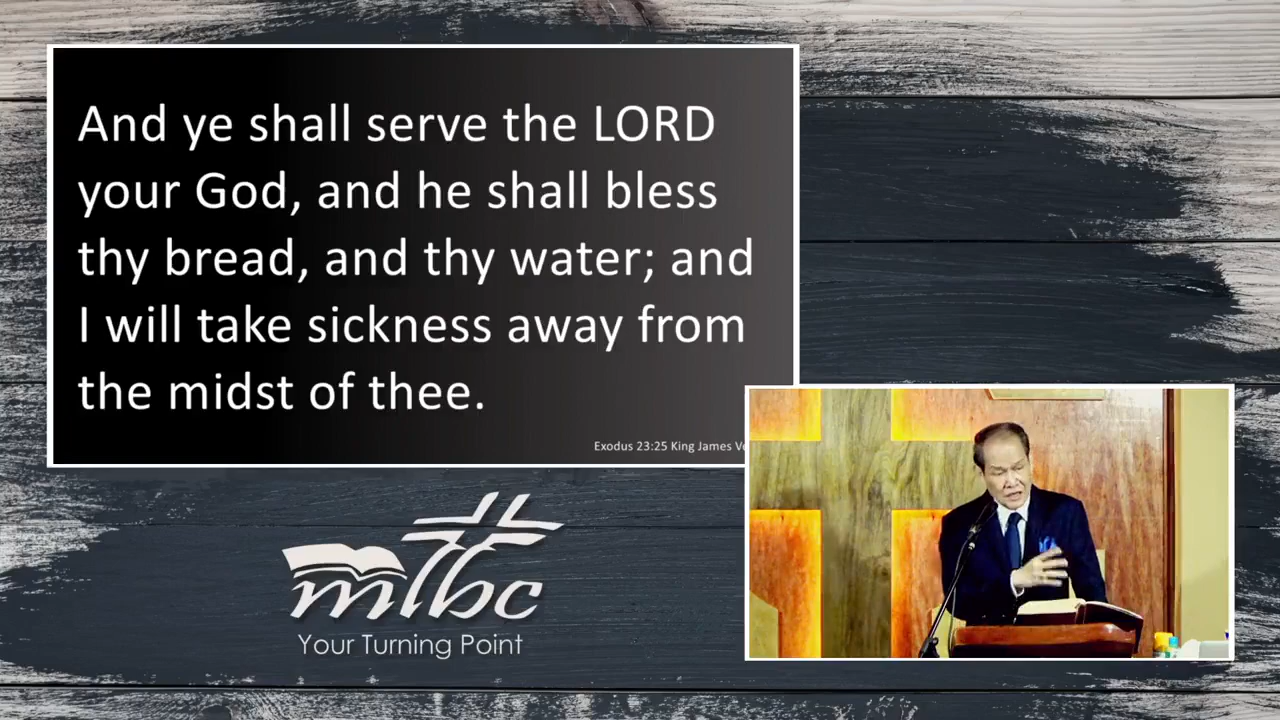 And ye shall serve the LORD
your God, and he shall bless
thy bread, and thy water; and
I will take sickness away from
the midst of thee.
Exodus 23:25 King James
mtbc
Your Turning Point